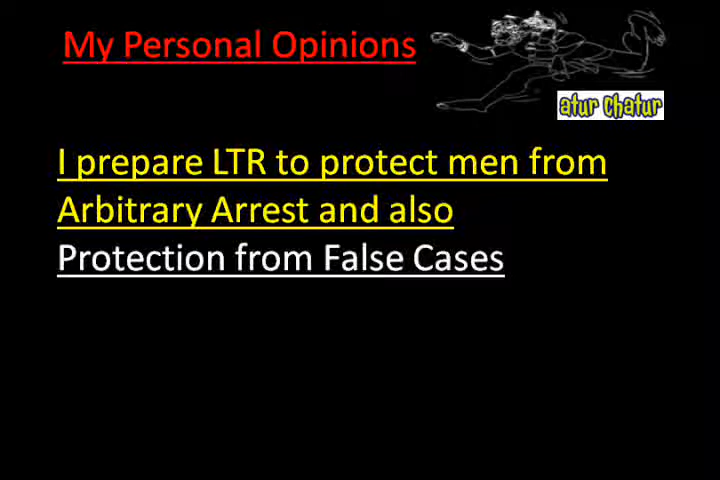 My Personal Opinions
atur chatur
I prepare LTR to protect men from
Arbitrary Arrest and also
Protection from False Cases